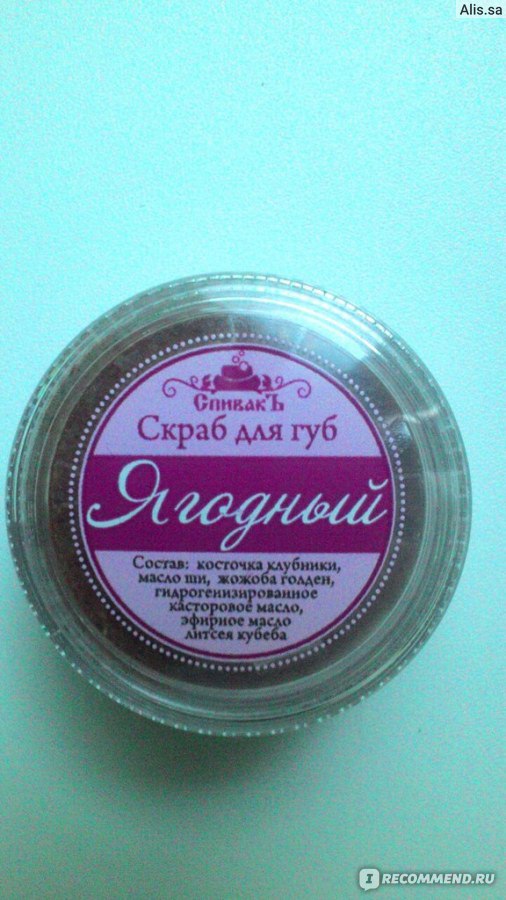 Alis.sa
СпивакЪ
Скраб для губ
Ягодный
Состав: косточка клубники,
масло ши, жожоба голден,
гидрогенизированное
касторовое масло,
эфирное масло
литсея кубеба
IRECOMMEND.RU